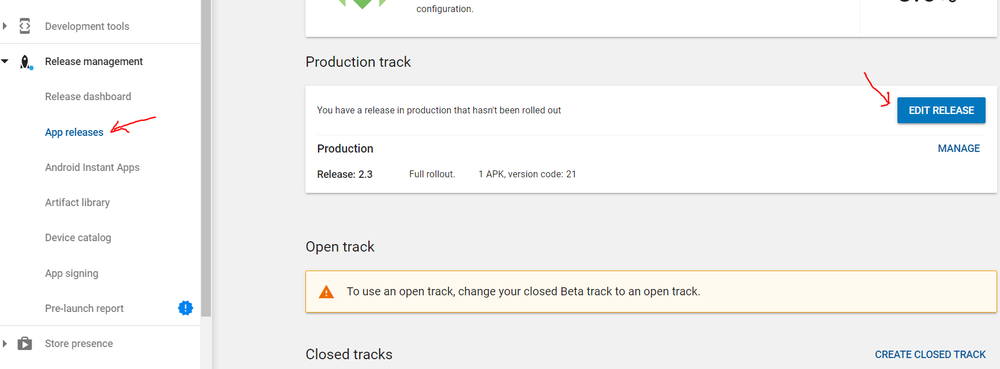 Development tools
Release management
Release dashboard
App releases
Android Instant Apps
Artifact library
Device catalog
App signing
Pre-launch report
Store presence
configuration.
Production track
You have a release in production that hasn't been rolled out
EDIT RELEASE
Production
MANAGE
Release: 2.3 Full rollout. 1 APK, version code: 21
Open track
To use an open track, change your closed Beta track to an open track.
Closed tracks
CREATE CLOSED TRACK